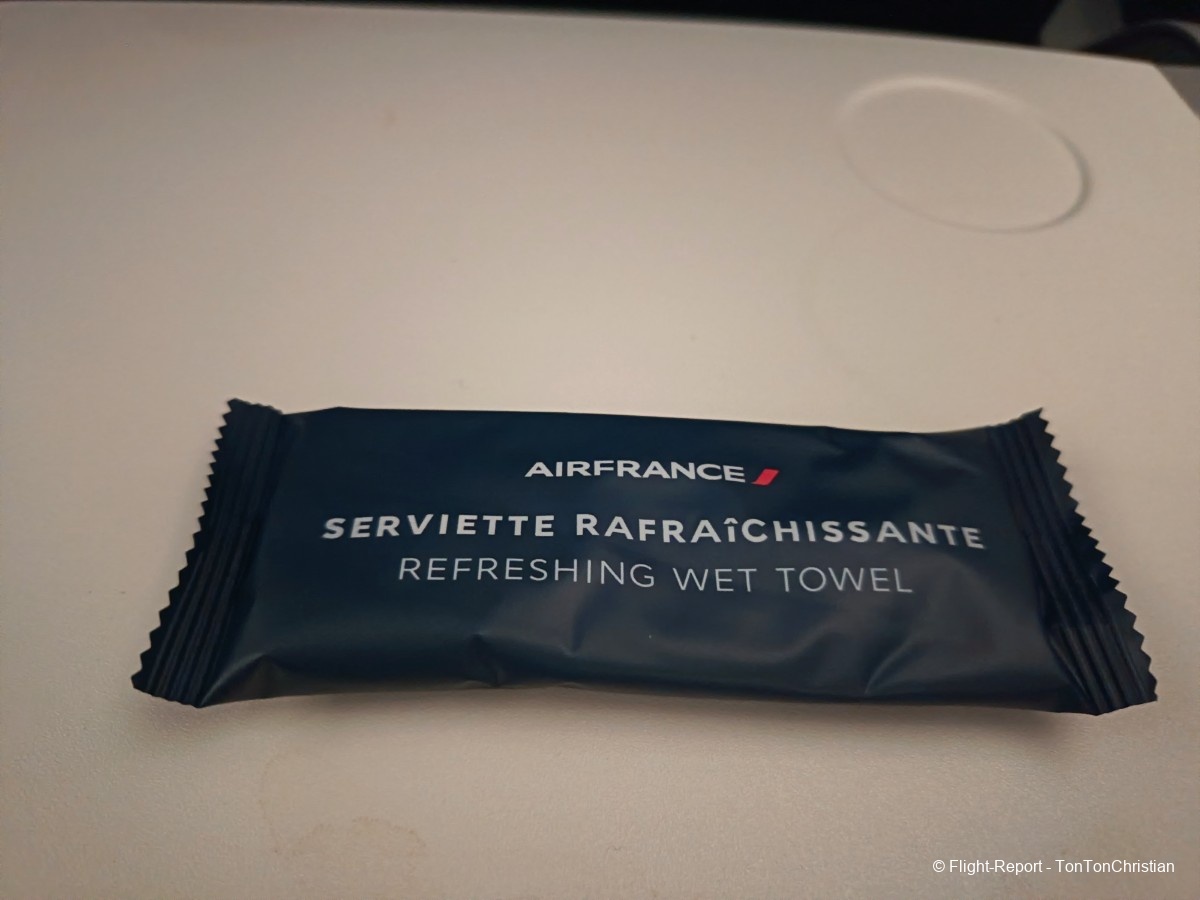 AIRFRANCE
SERVIETTE RAFRAîCHISSANTE
REFRESHING WET TOWEL
© Flight-Report - TonTonChristian